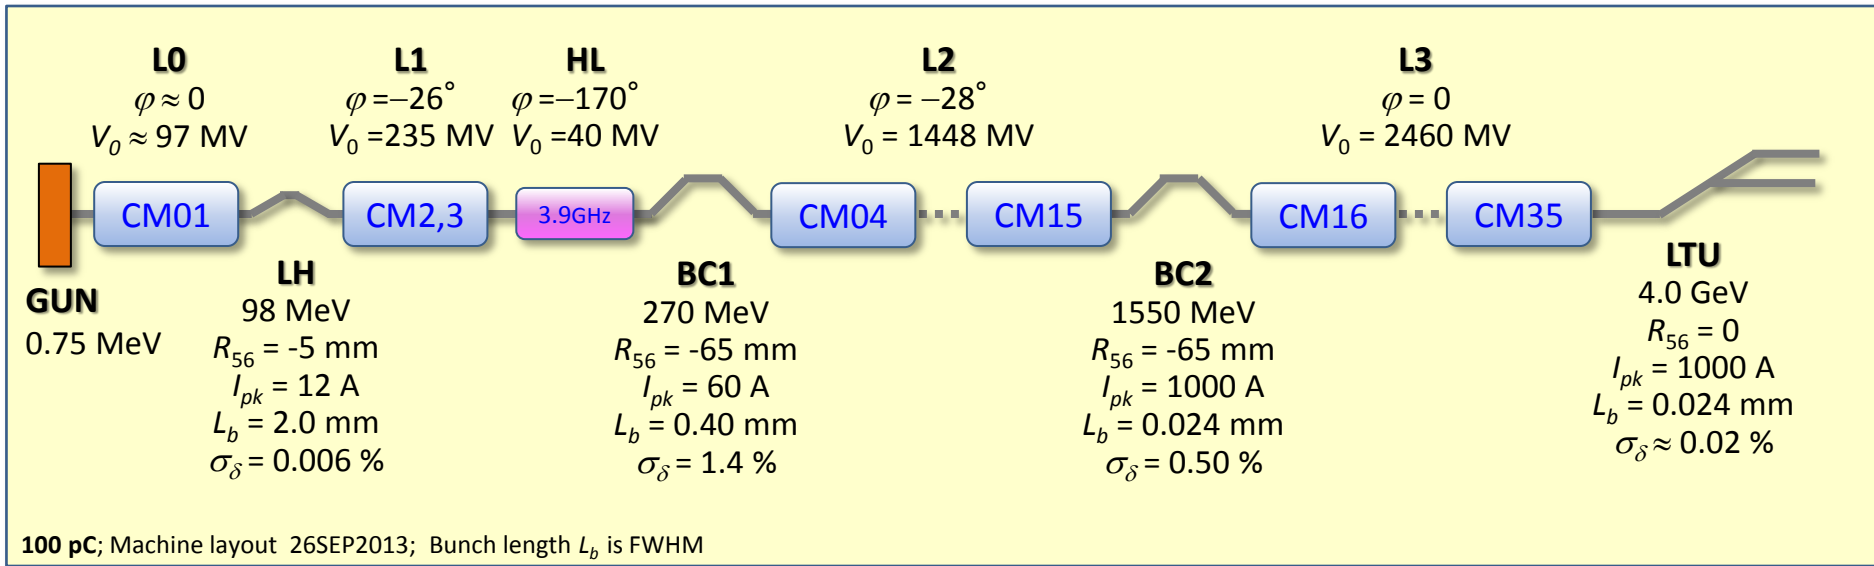 L0
φ ≈ 0
V0 ≈ 97 MV
L1
φ =−26°
V0 =235 MV
HL
φ =−170°
V0 =40 MV
L2
φ = −28°
V0 = 1448 MV
L3
φ = 0
V0 = 2460 MV
CM01
CM2,3
3.9GHz
CM04
CM15
CM16
CM35
GUN
0.75 MeV
LH
98 MeV
R56 = -5 mm
Ipk = 12 A
Lb = 2.0 mm
σδ = 0.006 %
BC1
270 MeV
R56 = -65 mm
Ipk = 60 A
Lb = 0.40 mm
σδ = 1.4 %
BC2
1550 MeV
R56 = -65 mm
Ipk = 1000 A
Lb = 0.024 mm
σδ = 0.50 %
LTU
4.0 GeV
R56 = 0
Ipk = 1000 A
Lb = 0.024 mm
σδ ≈ 0.02 %
100 pC; Machine layout 26SEP2013; Bunch length Lb is FWHM